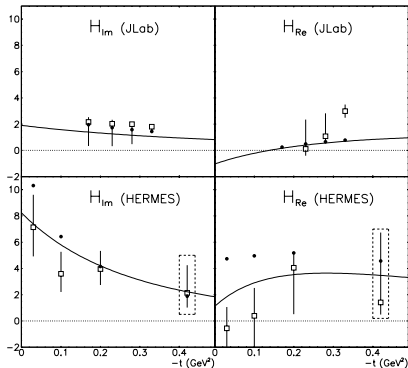 10
8
6
4
2
0
-2
H_Im (JLab)
H_Re (JLab)
10
8
6
4
2
0
-2
H_Im (HERMES)
H_Re (HERMES)
0 0.1 0.2 0.3 0.4
-t (GeV²)
0 0.1 0.2 0.3 0.4
-t (GeV²)